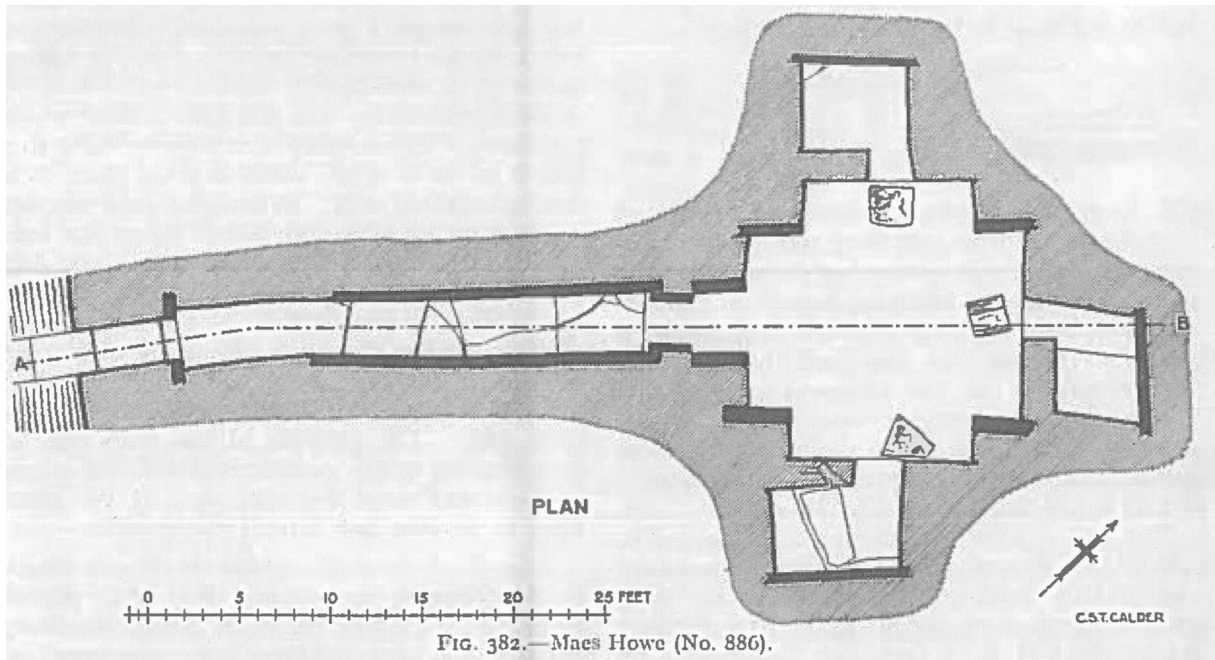 A
B
PLAN
0 5 10 15 20 25 FEET
C.S.T. CALDER
FIG. 382.—Maes Howe (No. 886).